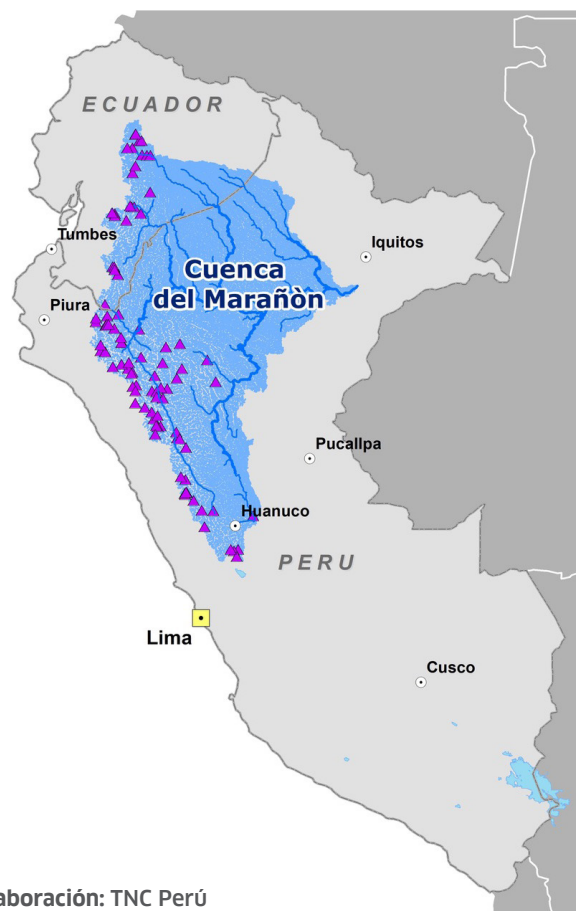 ECUADOR
Tumbes
Iquitos
Cuenca
del Marañòn
Piura
Pucallpa
Huanuco
PERU
Lima
Cusco
aboración: TNC Perú